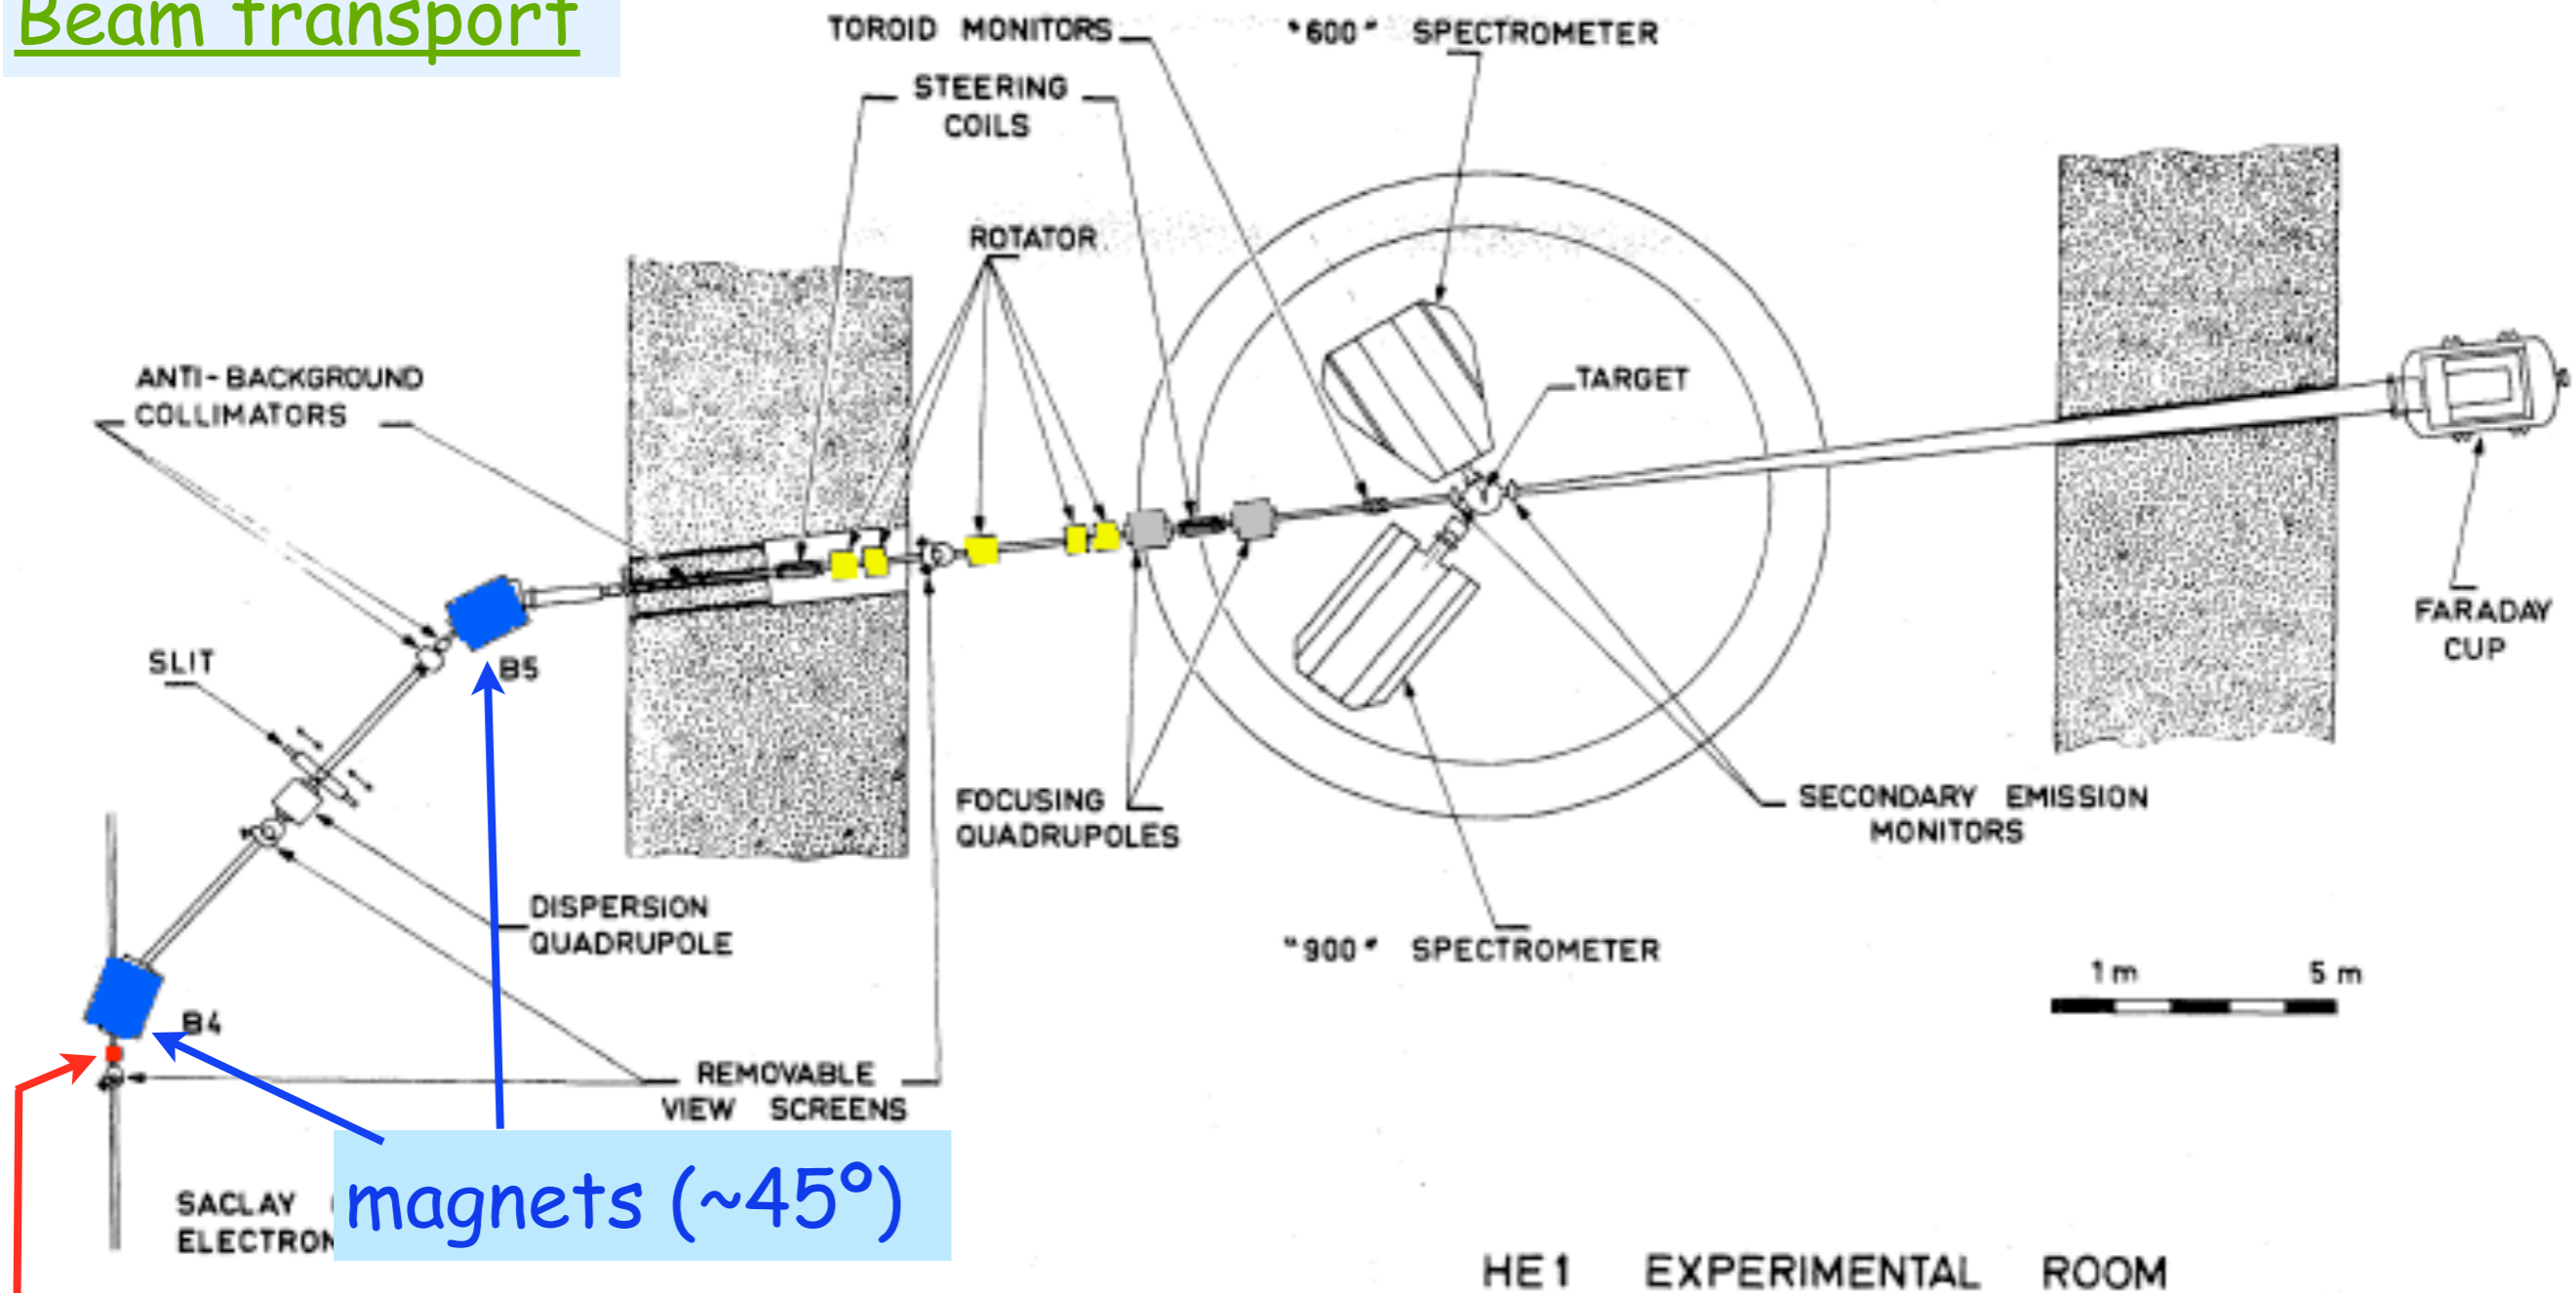 Beam transport
TOROID MONITORS
"600" SPECTROMETER
STEERING
COILS
ROTATOR
ANTI-BACKGROUND
COLLIMATORS
TARGET
SLIT
B5
FARADAY
CUP
FOCUSING
QUADRUPOLES
SECONDARY EMISSION
MONITORS
DISPERSION
QUADRUPOLE
"900" SPECTROMETER
1m 5 m
B4
REMOVABLE
VIEW SCREENS
magnets (~45°)
SACLAY
ELECTRON
HE1 EXPERIMENTAL ROOM